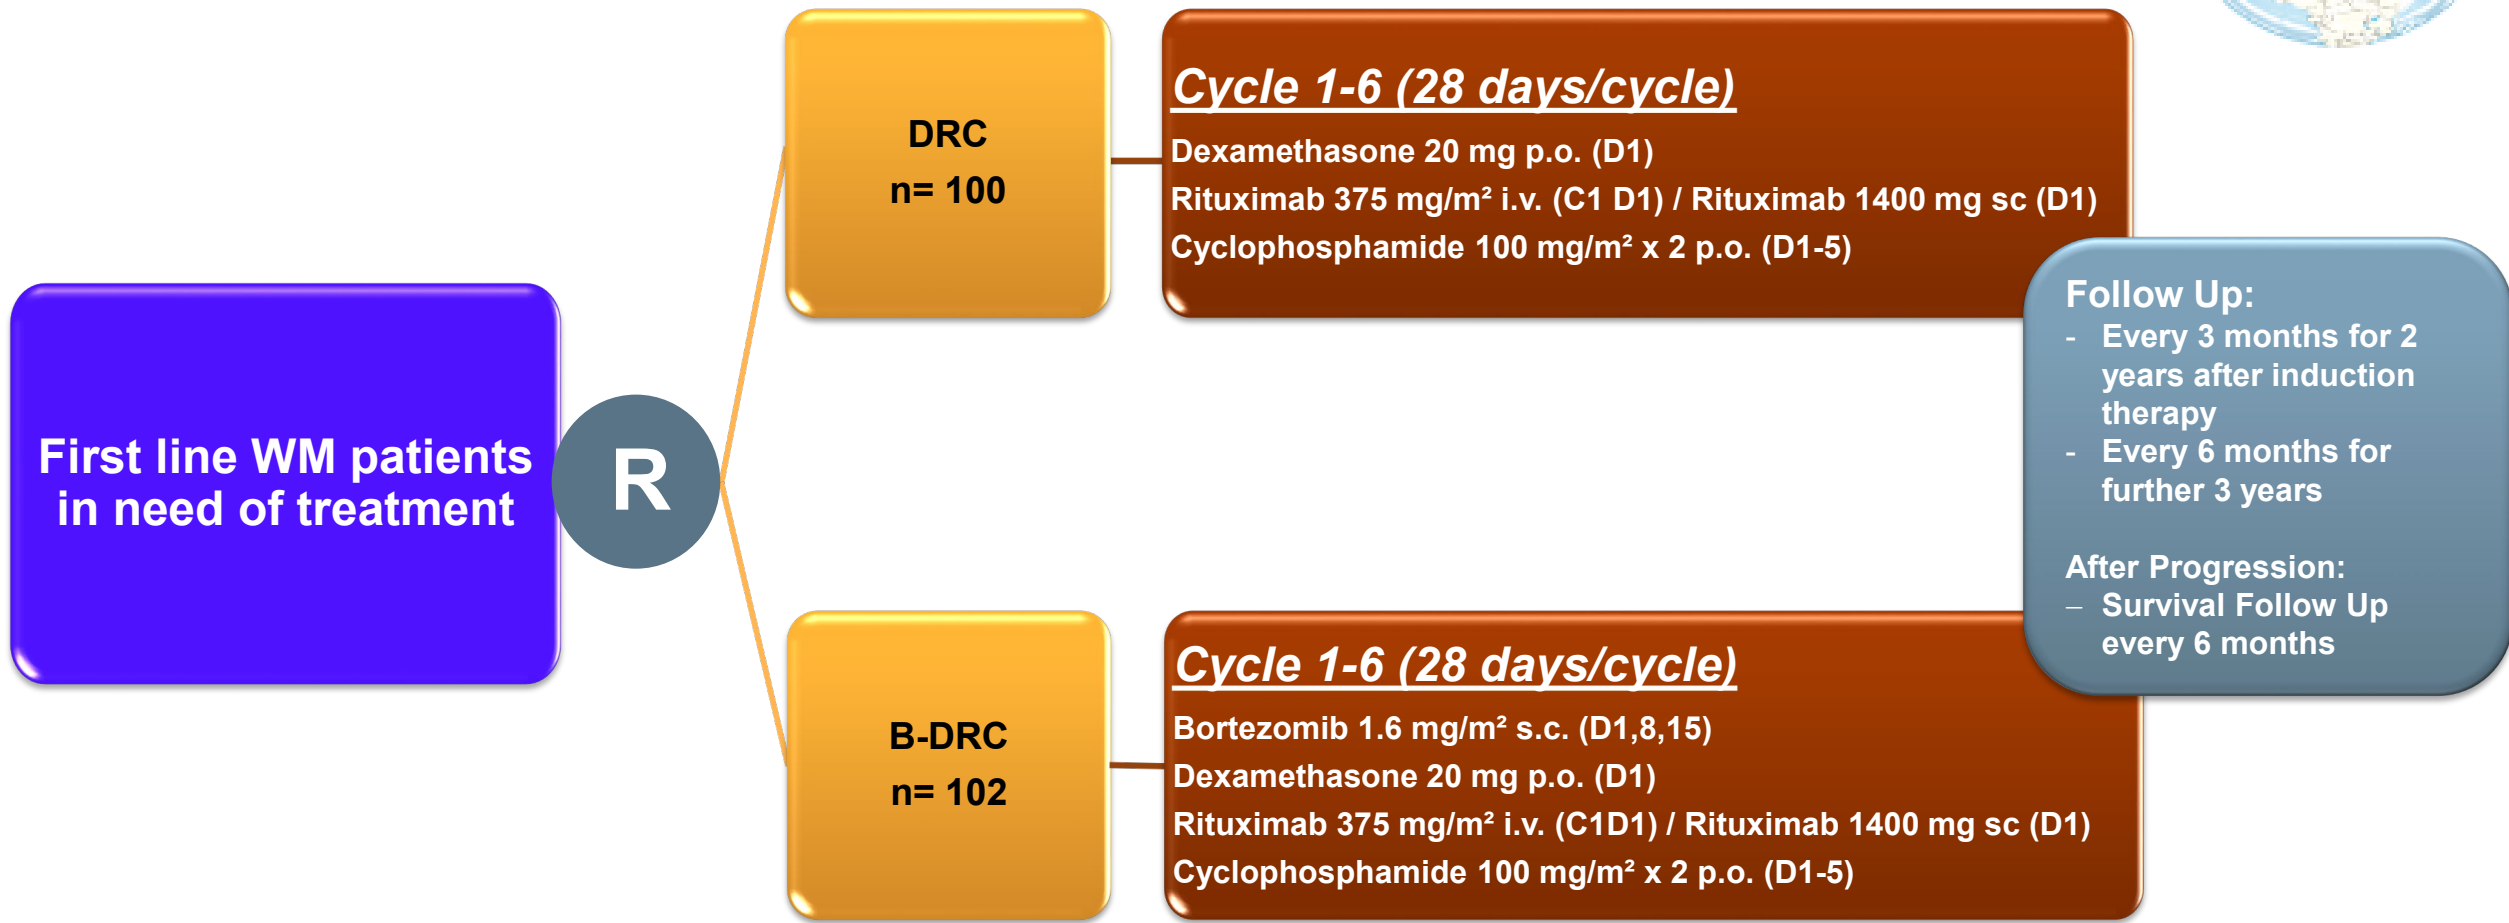 First line WM patients
in need of treatment
R
DRC
n= 100
Cycle 1-6 (28 days/cycle)
Dexamethasone 20 mg p.o. (D1)
Rituximab 375 mg/m² i.v. (C1 D1) / Rituximab 1400 mg sc (D1)
Cyclophosphamide 100 mg/m² x 2 p.o. (D1-5)
B-DRC
n= 102
Cycle 1-6 (28 days/cycle)
Bortezomib 1.6 mg/m² s.c. (D1,8,15)
Dexamethasone 20 mg p.o. (D1)
Rituximab 375 mg/m² i.v. (C1D1) / Rituximab 1400 mg sc (D1)
Cyclophosphamide 100 mg/m² x 2 p.o. (D1-5)
Follow Up:
- Every 3 months for 2
years after induction
therapy
- Every 6 months for
further 3 years
After Progression:
– Survival Follow Up
every 6 months